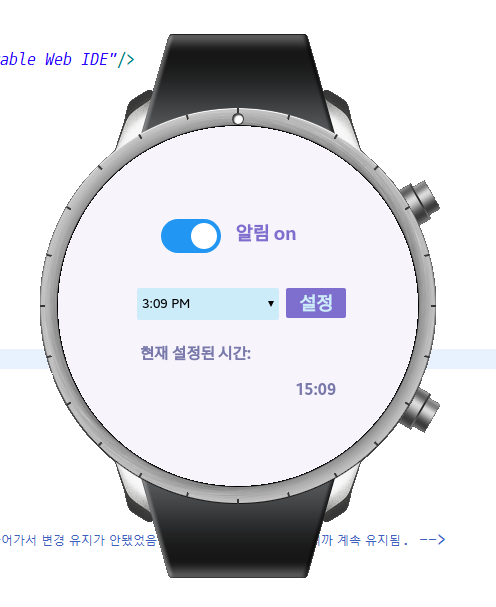 able Web IDE"/>
알림 on
3:09 PM
설정
현재 설정된 시간:
15:09
어가서 변경 유지가 안됐었음
까 계속 유지됨. -->